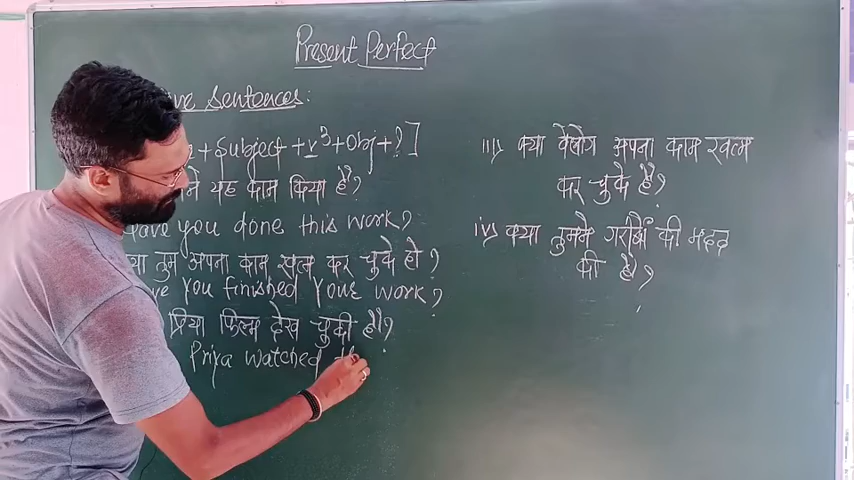 Present Perfect
ive Sentences:
+ Subject + v3 + Obj + ? ]
ने यह काम किया है?
ave you done this work?
या तुम अपना काम खत्म कर चुके हो ?
ve you finished your work?
प्रिया फिल्म देख चुकी है?
Priya watched th
iii) क्या वेलोग अपना काम खत्म
कर चुके है?
iv) क्या तुमने गरीबों की मदद
की है?